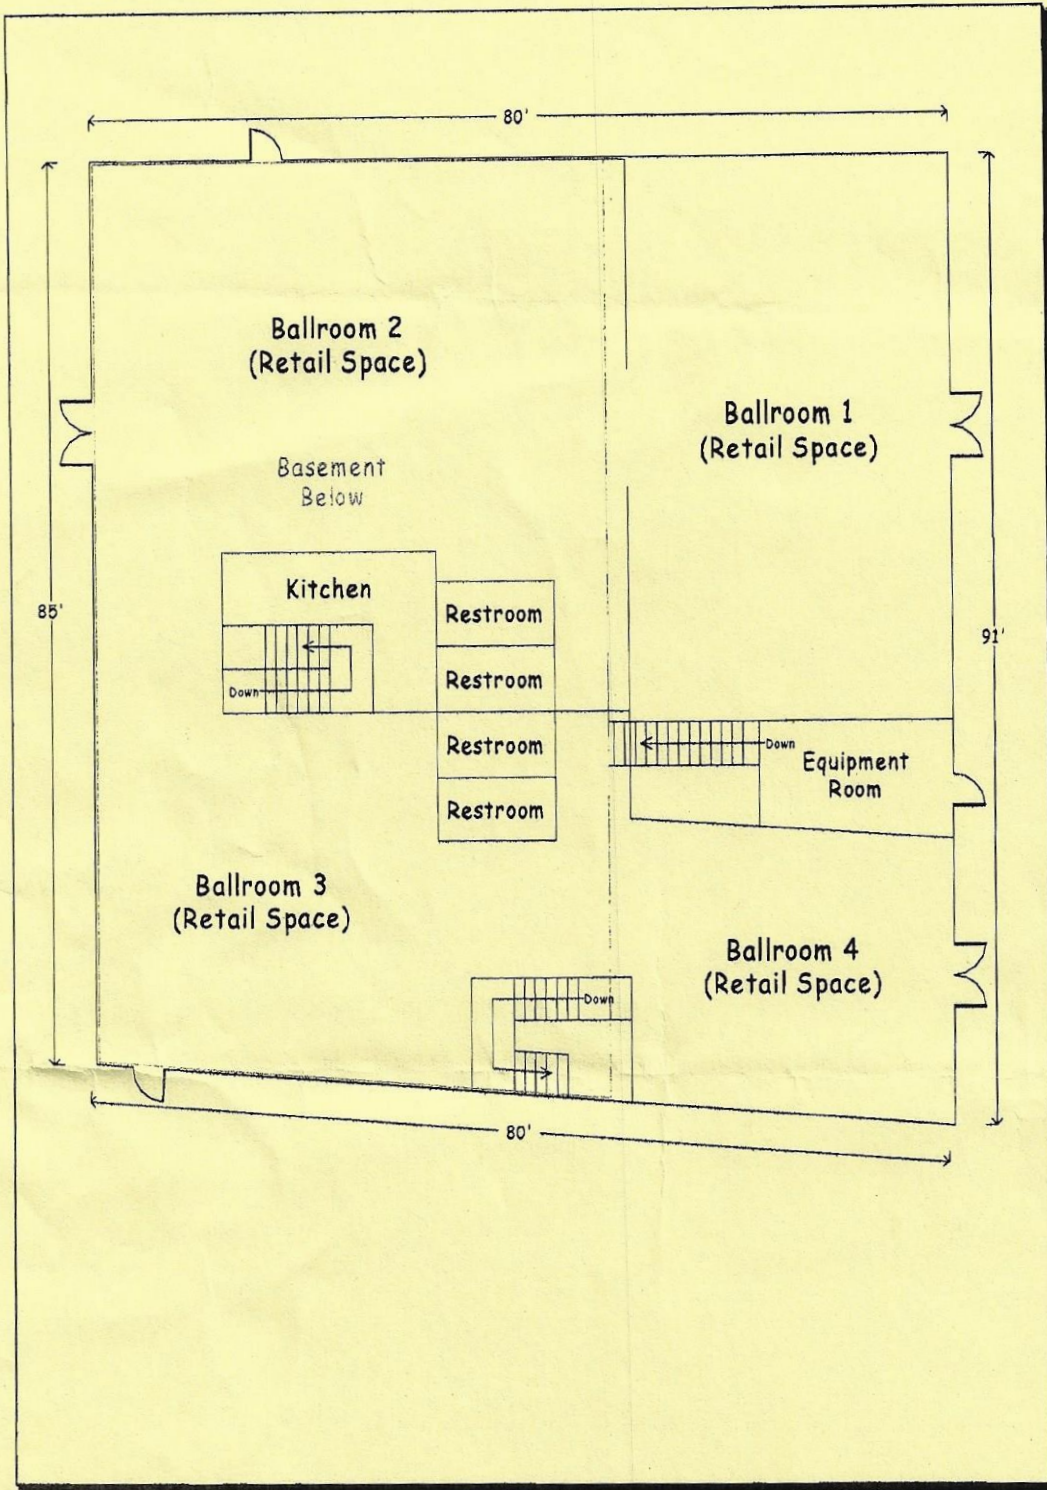 80'
Ballroom 2
(Retail Space)
Ballroom 1
(Retail Space)
Basement
Below
Kitchen
Restroom
85'
91'
Restroom
Down
Restroom
Down
Equipment
Room
Restroom
Ballroom 3
(Retail Space)
Ballroom 4
(Retail Space)
Down
80'